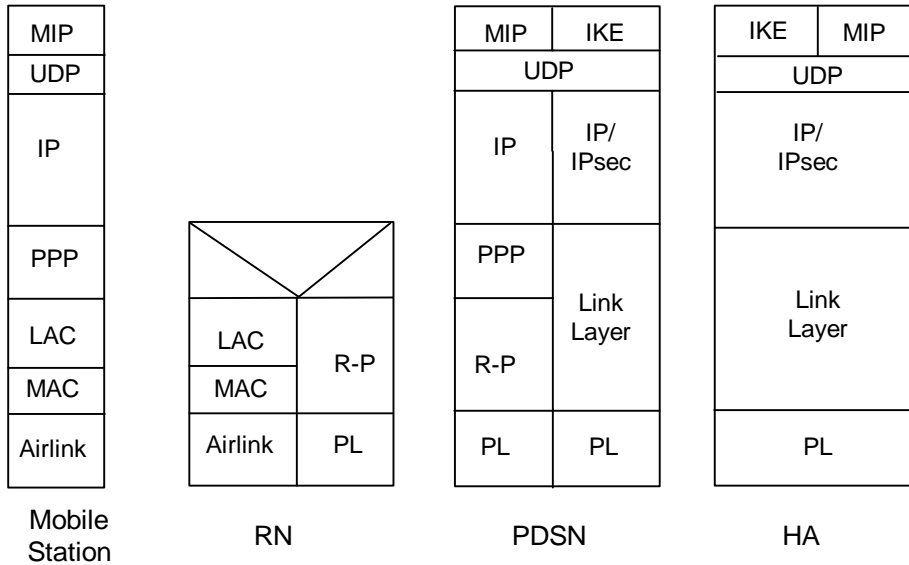 MIP
UDP
IP
PPP
LAC
MAC
Airlink
Mobile
Station
LAC
MAC
Airlink
R-P
PL
RN
MIP
IKE
UDP
IP
IP/
IPsec
PPP
R-P
Link
Layer
PL
PL
PDSN
IKE
MIP
UDP
IP/
IPsec
Link
Layer
PL
HA